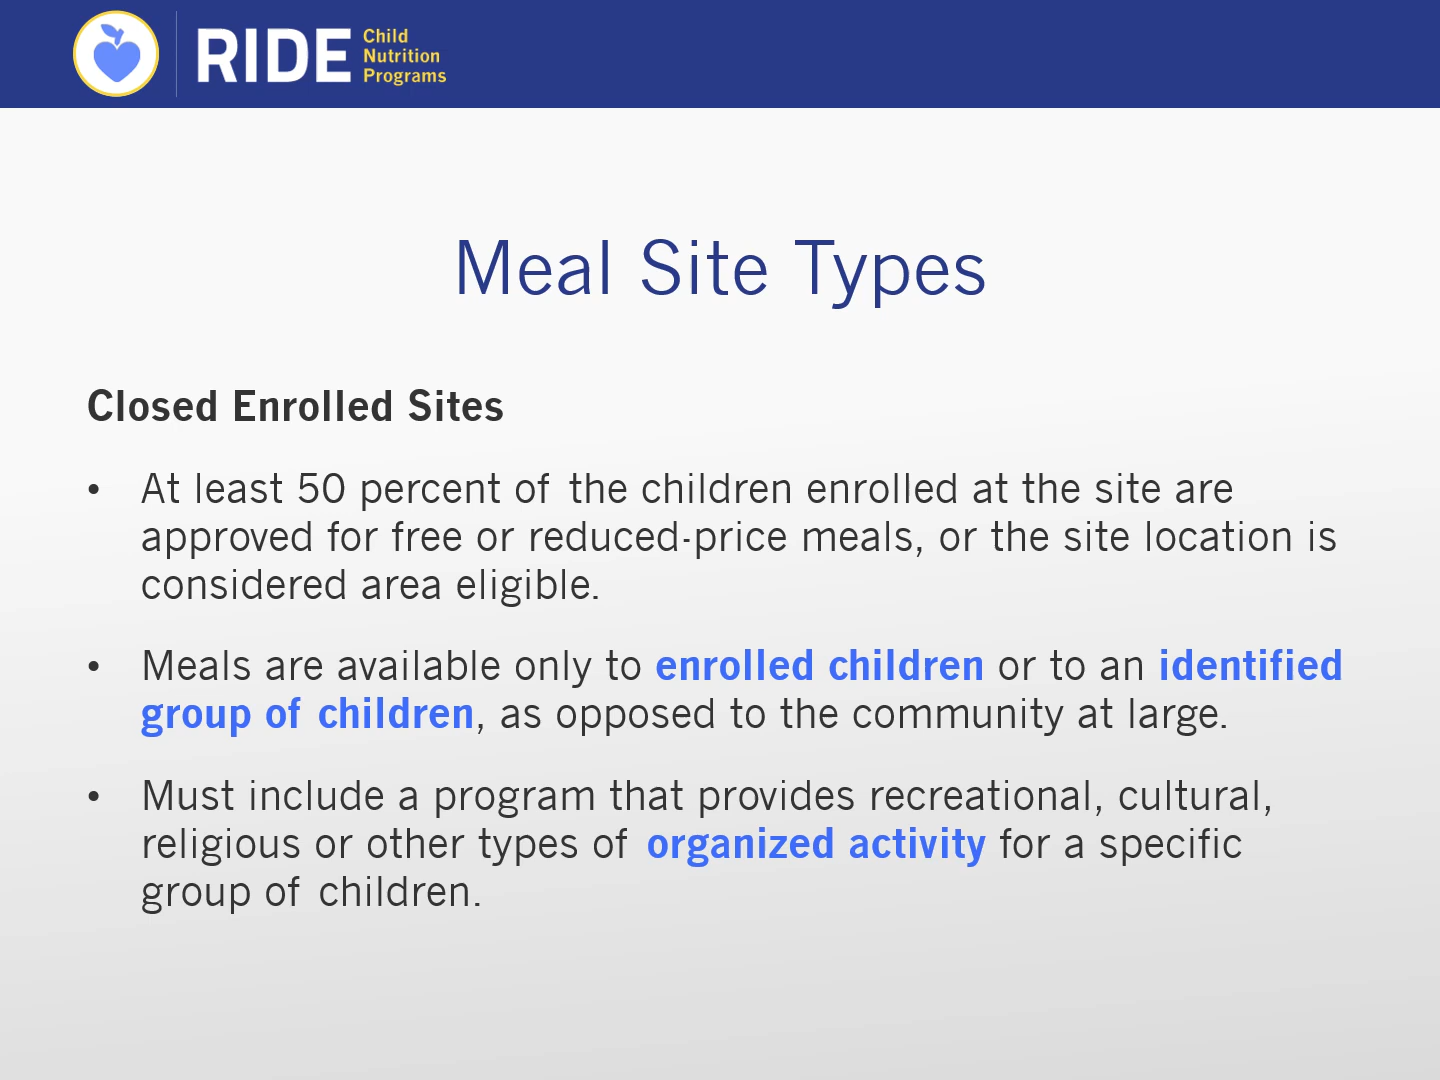 RIDE
Child
Nutrition
Programs
Meal Site Types
Closed Enrolled Sites
• At least 50 percent of the children enrolled at the site are
approved for free or reduced-price meals, or the site location is
considered area eligible.
• Meals are available only to enrolled children or to an identified
group of children, as opposed to the community at large.
• Must include a program that provides recreational, cultural,
religious or other types of organized activity for a specific
group of children.